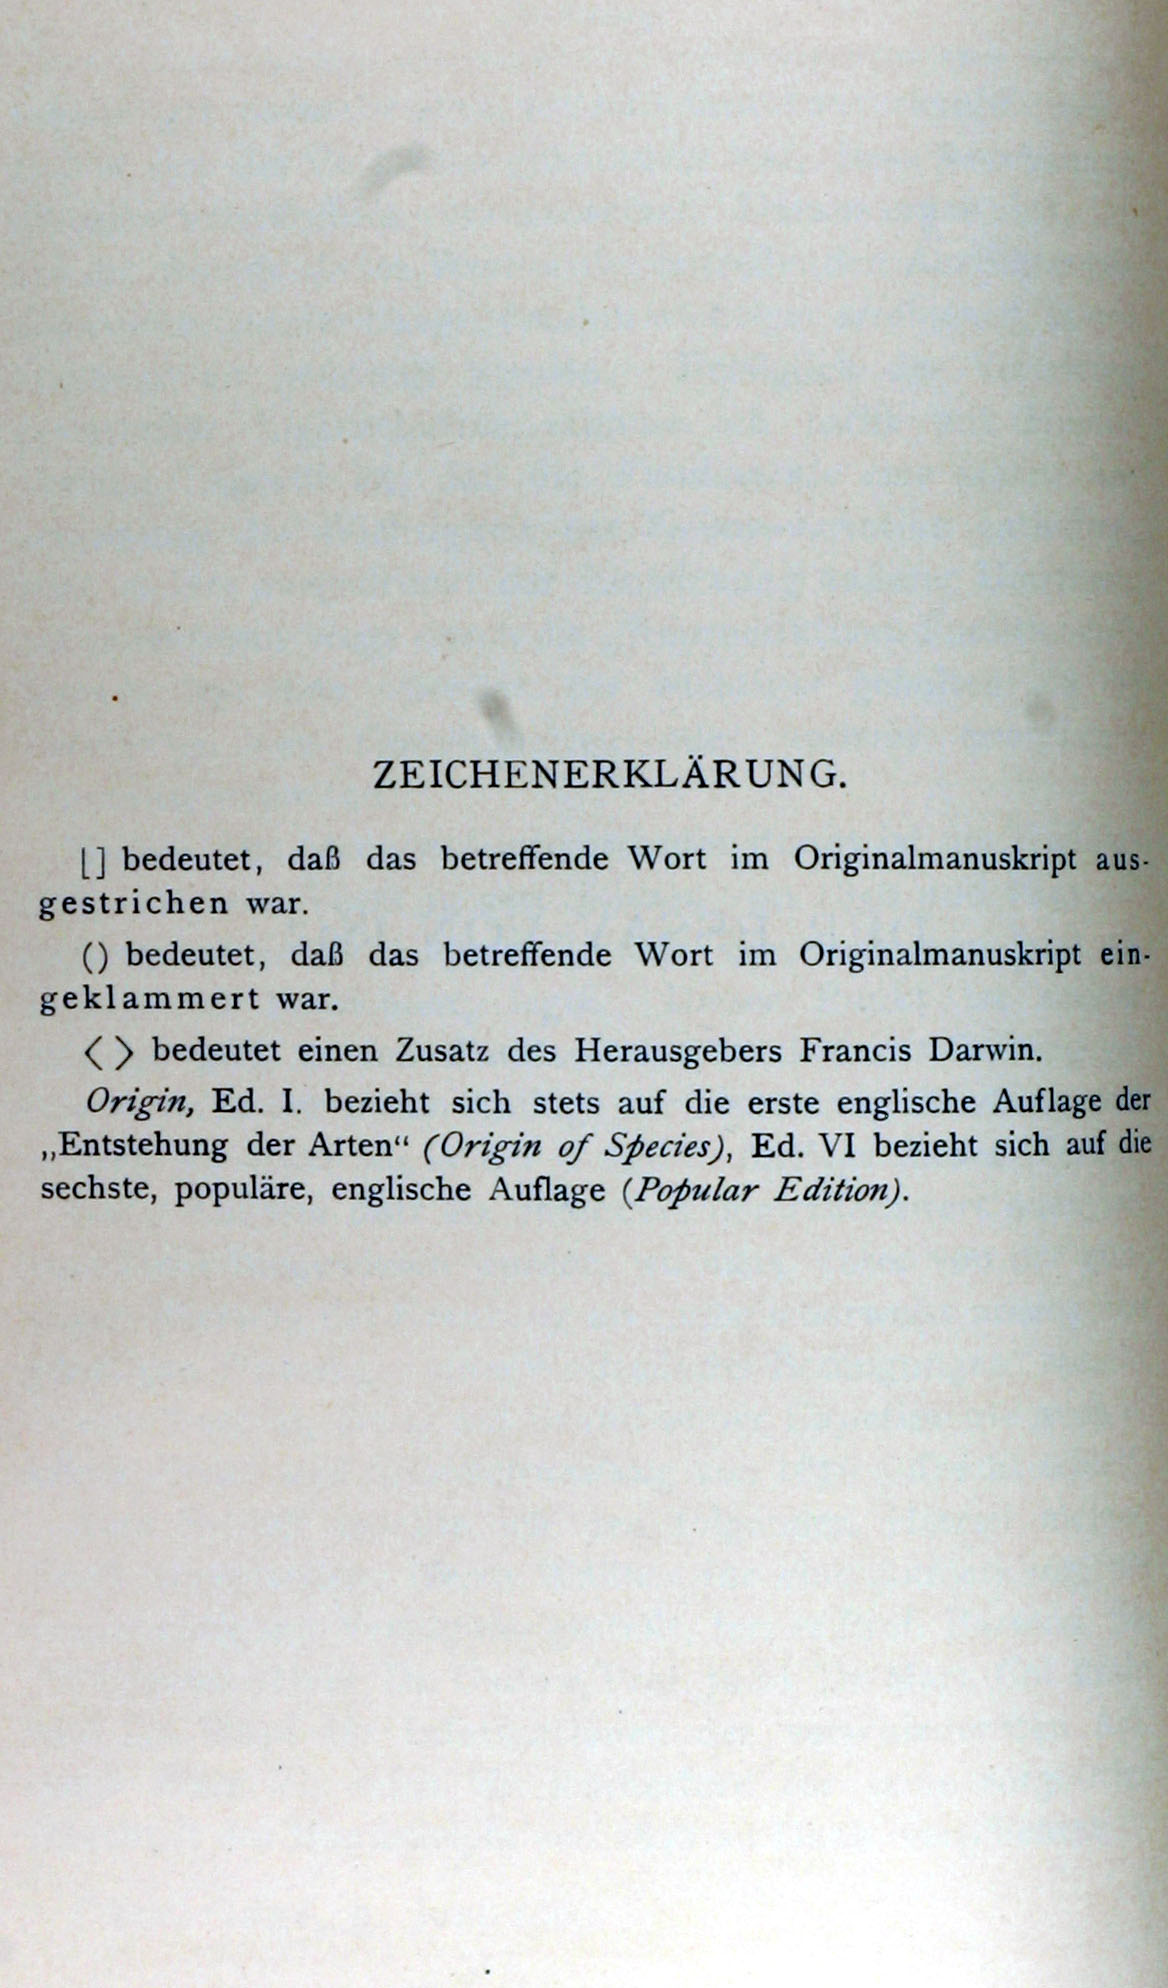 ZEICHENERKLÄRUNG.
[] bedeutet, daß das betreffende Wort im Originalmanuskript aus-
gestrichen war.
() bedeutet, daß das betreffende Wort im Originalmanuskript ein-
geklammert war.
〈 〉 bedeutet einen Zusatz des Herausgebers Francis Darwin.
Origin, Ed. I. bezieht sich stets auf die erste englische Auflage der
„Entstehung der Arten“ (Origin of Species), Ed. VI bezieht sich auf die
sechste, populäre, englische Auflage (Popular Edition).